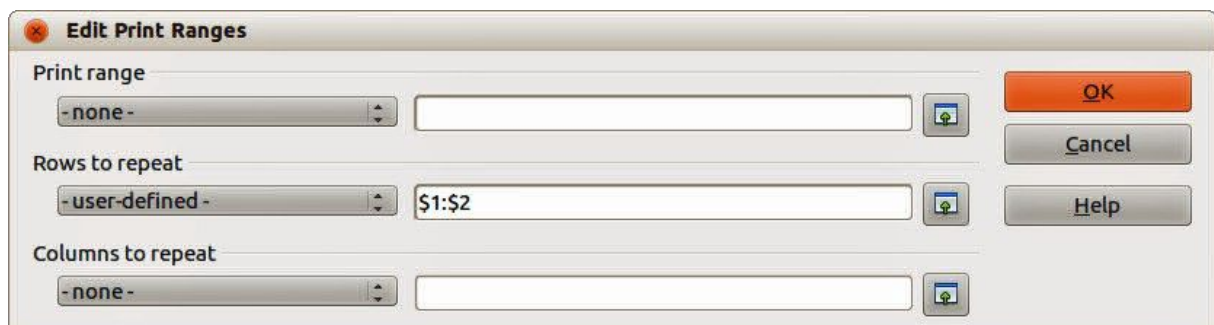 Edit Print Ranges
Print range
- none -
OK
Cancel
Rows to repeat
- user-defined -
$1:$2
Help
Columns to repeat
- none -